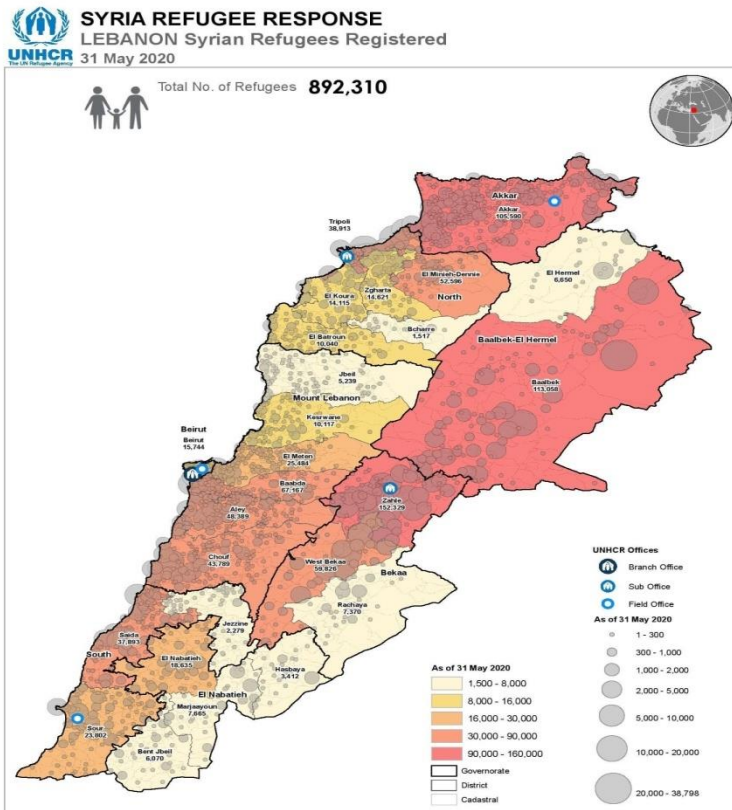 UNHCR
The UN Refugee Agency
SYRIA REFUGEE RESPONSE
LEBANON Syrian Refugees Registered
31 May 2020
Total No. of Refugees 892,310
Akkar
Akkar
105,590
Tripoli
38,913
El Minieh-Dennie
52,596
North
El Hermel
6,650
El Koura
14,115
Zgharta
14,621
Bcharre
1,517
El Batroun
10,040
Baalbek-El Hermel
Baalbek
113,058
Jbeil
5,239
Mount Lebanon
Kesrwane
10,117
Beirut
Beirut
15,744
El Meten
25,484
Baabda
67,167
Zahle
152,329
Aley
48,389
Chouf
43,789
West Bekaa
59,820
Bekaa
Rachaya
7,370
Jezzine
2,279
Saida
37,893
South
El Nabatieh
18,635
Hasbaya
3,412
El Nabatieh
Marjaayoun
7,665
Sour
23,802
Bent Jbeil
6,070
UNHCR Offices
Branch Office
Sub Office
Field Office
As of 31 May 2020
1 - 300
300 - 1,000
1,000 - 2,000
2,000 - 5,000
5,000 - 10,000
10,000 - 20,000
20,000 - 38,798
As of 31 May 2020
1,500 - 8,000
8,000 - 16,000
16,000 - 30,000
30,000 - 90,000
90,000 - 160,000
Governorate
District
Cadastral